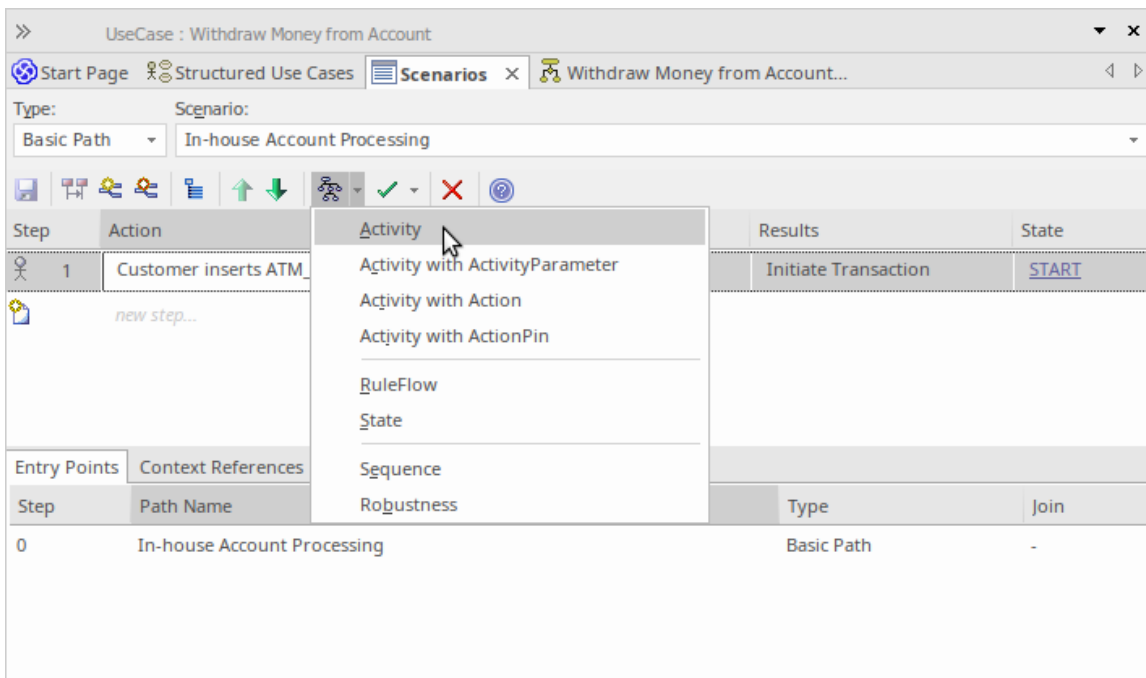 UseCase : Withdraw Money from Account
Start Page Structured Use Cases Scenarios Withdraw Money from Account...
Type: Scenario:
Basic Path In-house Account Processing
Step Action Results State
1 Customer inserts ATM_ Initiate Transaction START
new step...
Activity
Activity with ActivityParameter
Activity with Action
Activity with ActionPin
RuleFlow
State
Sequence
Robustness
Entry Points Context References
Step Path Name Type Join
0 In-house Account Processing Basic Path -